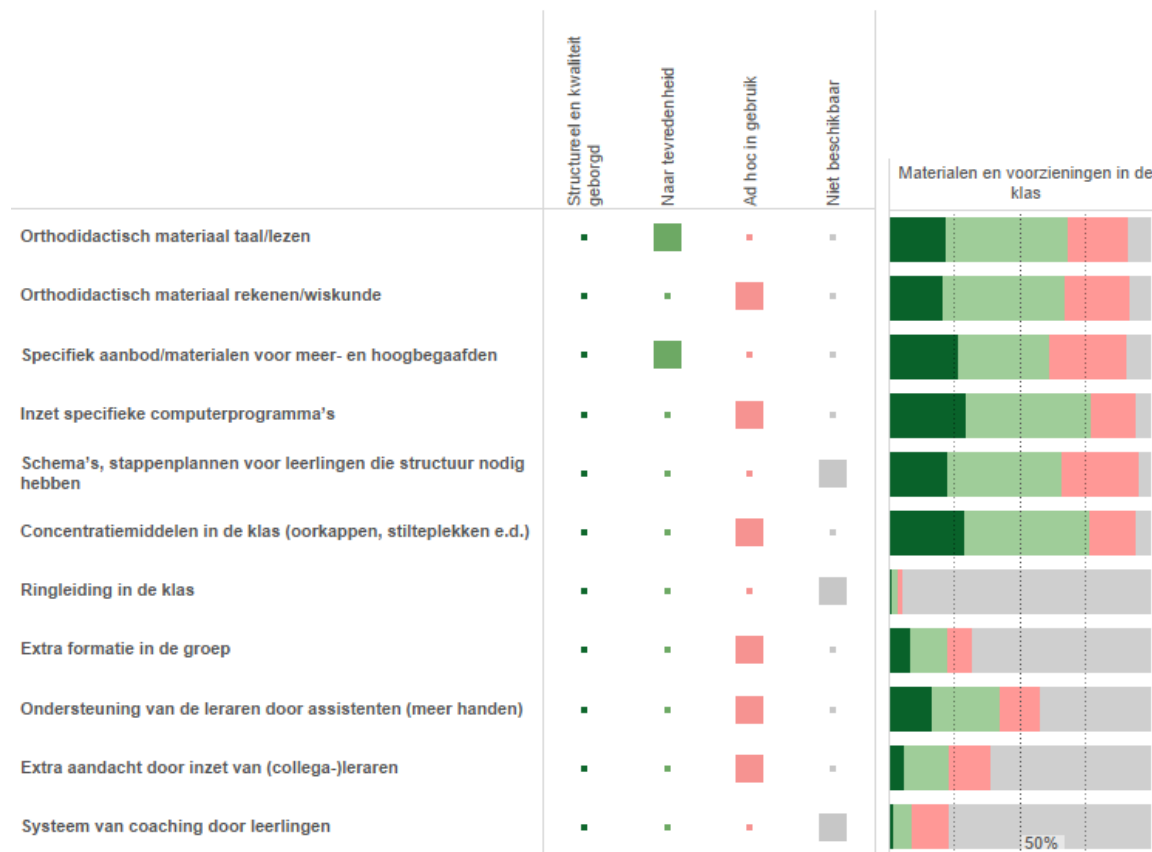 Structureel en kwaliteit
geborgd
Naar tevredenheid
Ad hoc in gebruik
Niet beschikbaar
Materialen en voorzieningen in de
klas
Orthodidactisch materiaal taal/lezen
Orthodidactisch materiaal rekenen/wiskunde
Specifiek aanbod/materialen voor meer- en hoogbegaafden
Inzet specifieke computerprogramma’s
Schema’s, stappenplannen voor leerlingen die structuur nodig
hebben
Concentratiemiddelen in de klas (oorkappen, stilteplekken e.d.)
Ringleiding in de klas
Extra formatie in de groep
Ondersteuning van de leraren door assistenten (meer handen)
Extra aandacht door inzet van (collega-)leraren
Systeem van coaching door leerlingen
50%